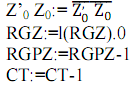 Z'₀ Z₀:= Z'₀ Z₀
RGZ:=l(RGZ).0
RGPZ:=RGPZ-1
CT:=CT-1